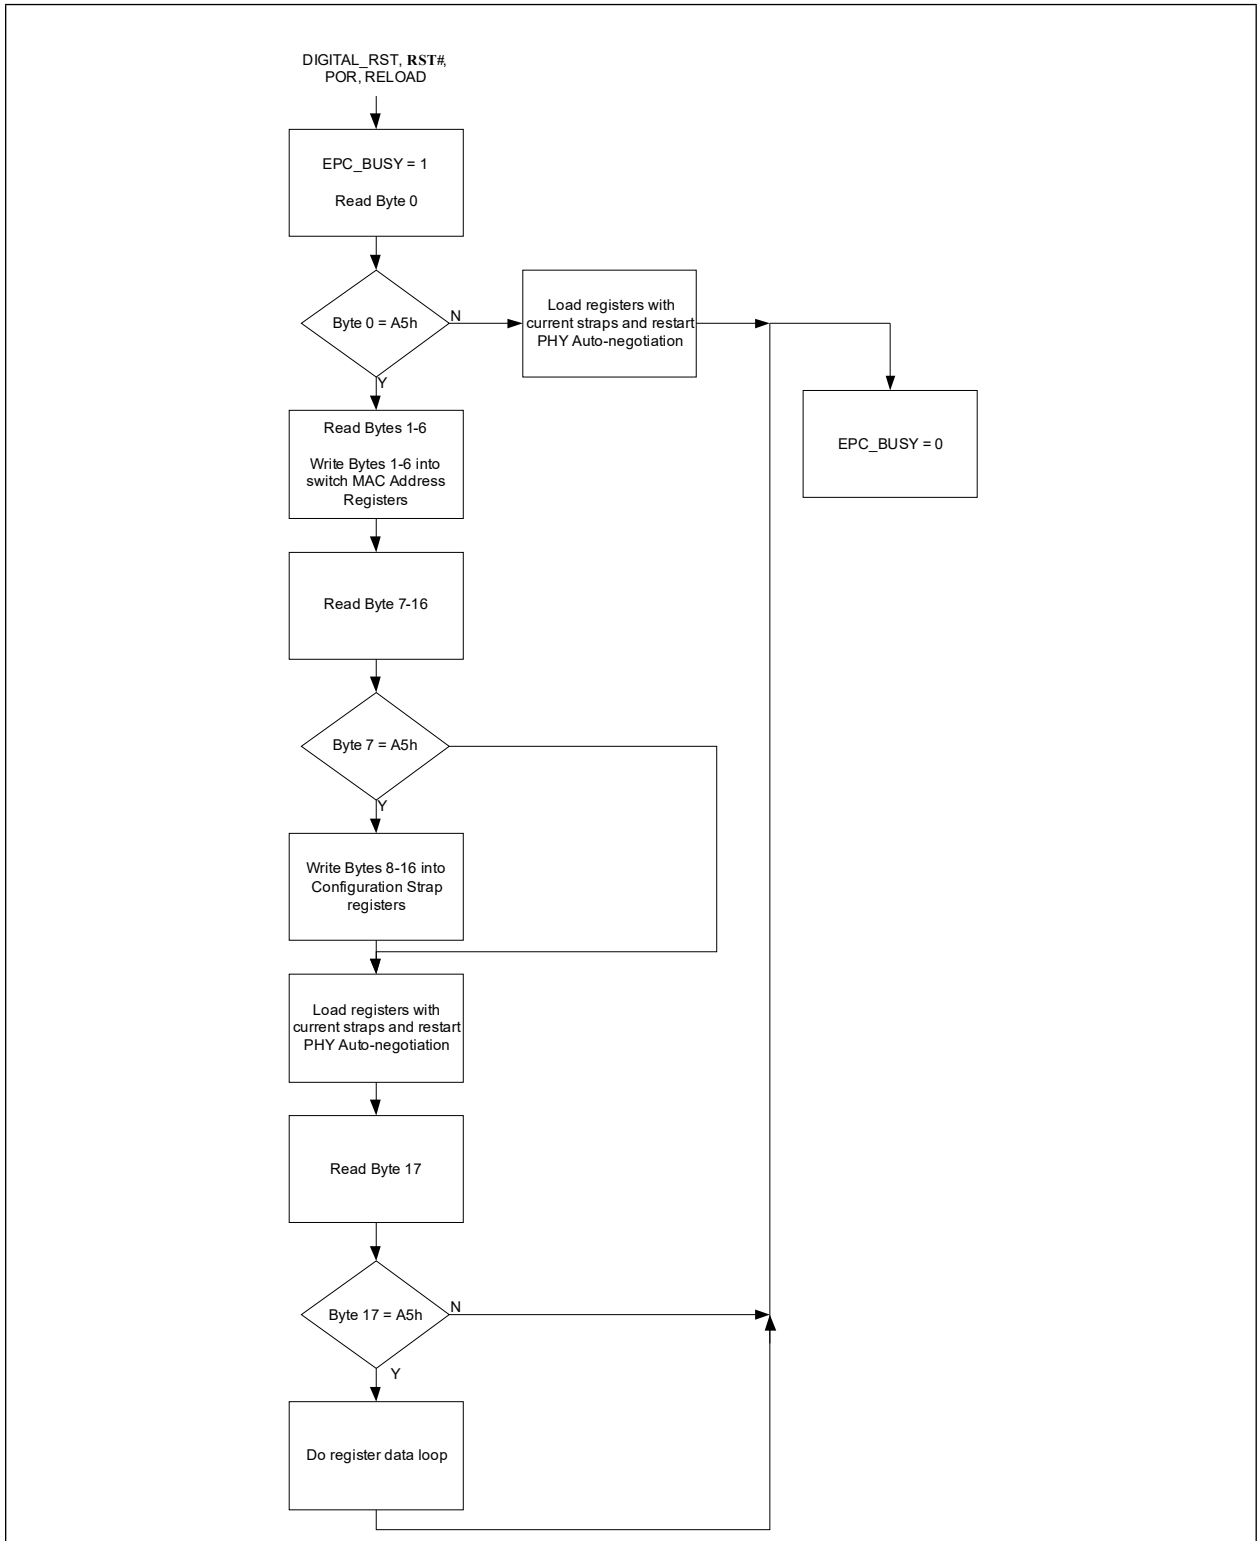 DIGITAL_RST, RST#,
POR, RELOAD
EPC_BUSY = 1
Read Byte 0
Byte 0 = A5h
N
Load registers with
current straps and restart
PHY Auto-negotiation
Y
EPC_BUSY = 0
Read Bytes 1-6
Write Bytes 1-6 into
switch MAC Address
Registers
Read Byte 7-16
Byte 7 = A5h
Y
Write Bytes 8-16 into
Configuration Strap
registers
Load registers with
current straps and restart
PHY Auto-negotiation
Read Byte 17
Byte 17 = A5h
N
Y
Do register data loop